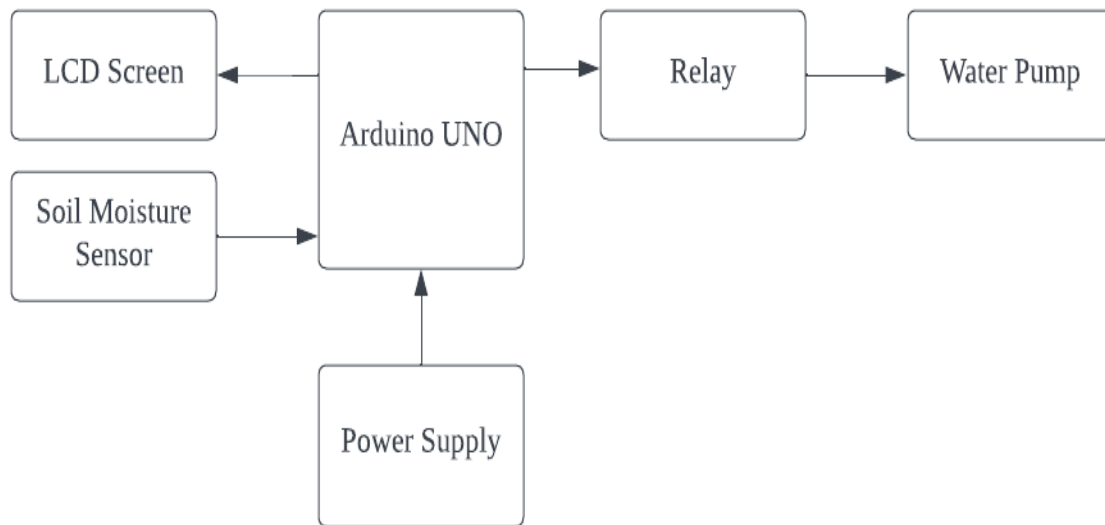 LCD Screen
Arduino UNO
Relay
Water Pump
Soil Moisture
Sensor
Power Supply